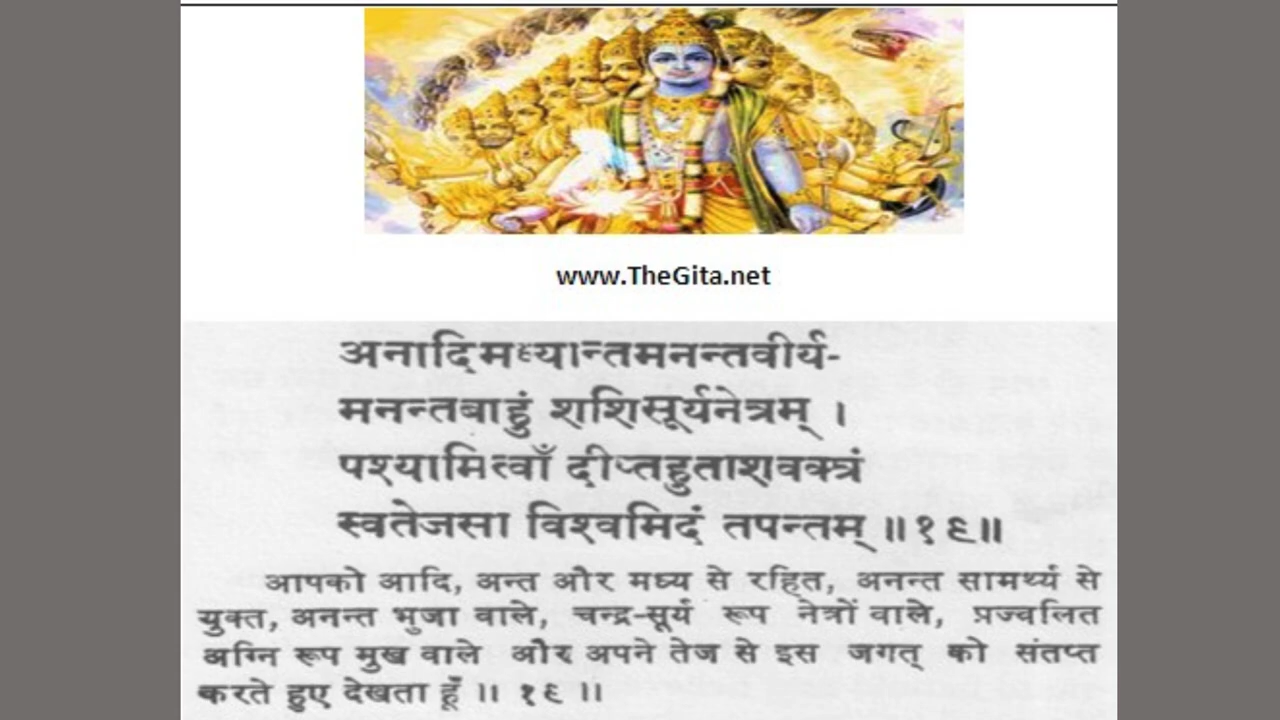 www.TheGita.net
अनादिमध्यान्तमनन्तवीर्य-
मनन्तबाहुं शशिसूर्यनेत्रम् ।
पश्यामित्वाँ दीप्तहुताशवक्त्रं
स्वतेजसा विश्वमिदं तपन्तम् ॥१९॥
आपको आदि, अन्त और मध्य से रहित, अनन्त सामर्थ्य से
युक्त, अनन्त भुजा वाले, चन्द्र-सूर्य रूप नेत्रों वाले, प्रज्वलित
अग्नि रूप मुख वाले और अपने तेज से इस जगत् को संतप्त
करते हुए देखता हूँ ॥ १९ ॥